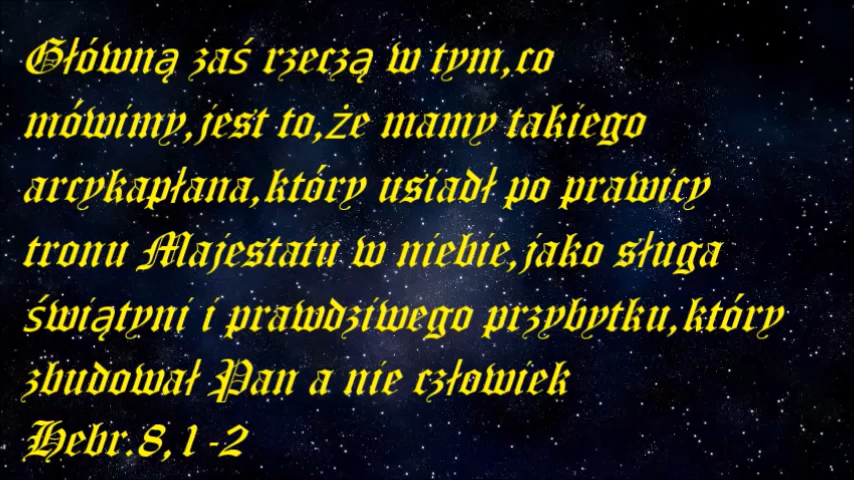 Główną zaś rzeczą w tym,co
mówimy,jest to,że mamy takiego
arcykapłana,który usiadł po prawicy
tronu Majestatu w niebie,jako sługa
świątyni i prawdziwego przybytku,który
zbudował Pan a nie człowiek
Hebr.8,1-2